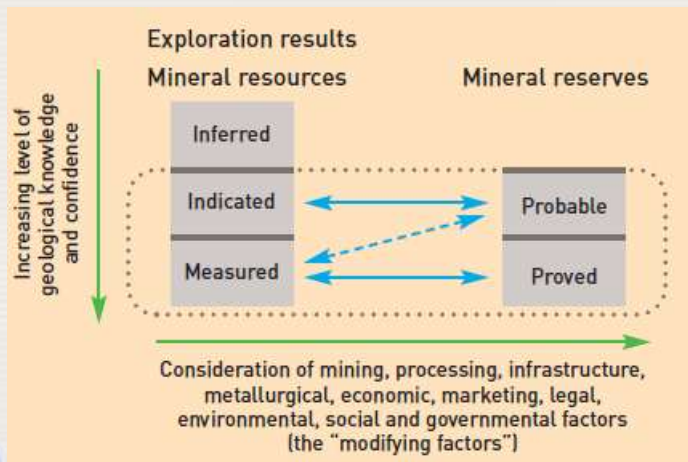 Exploration results
Mineral resources
Mineral reserves
Increasing level of
geological knowledge
and confidence
Inferred
Indicated
Measured
Probable
Proved
Consideration of mining, processing, infrastructure,
metallurgical, economic, marketing, legal,
environmental, social and governmental factors
(the “modifying factors”)